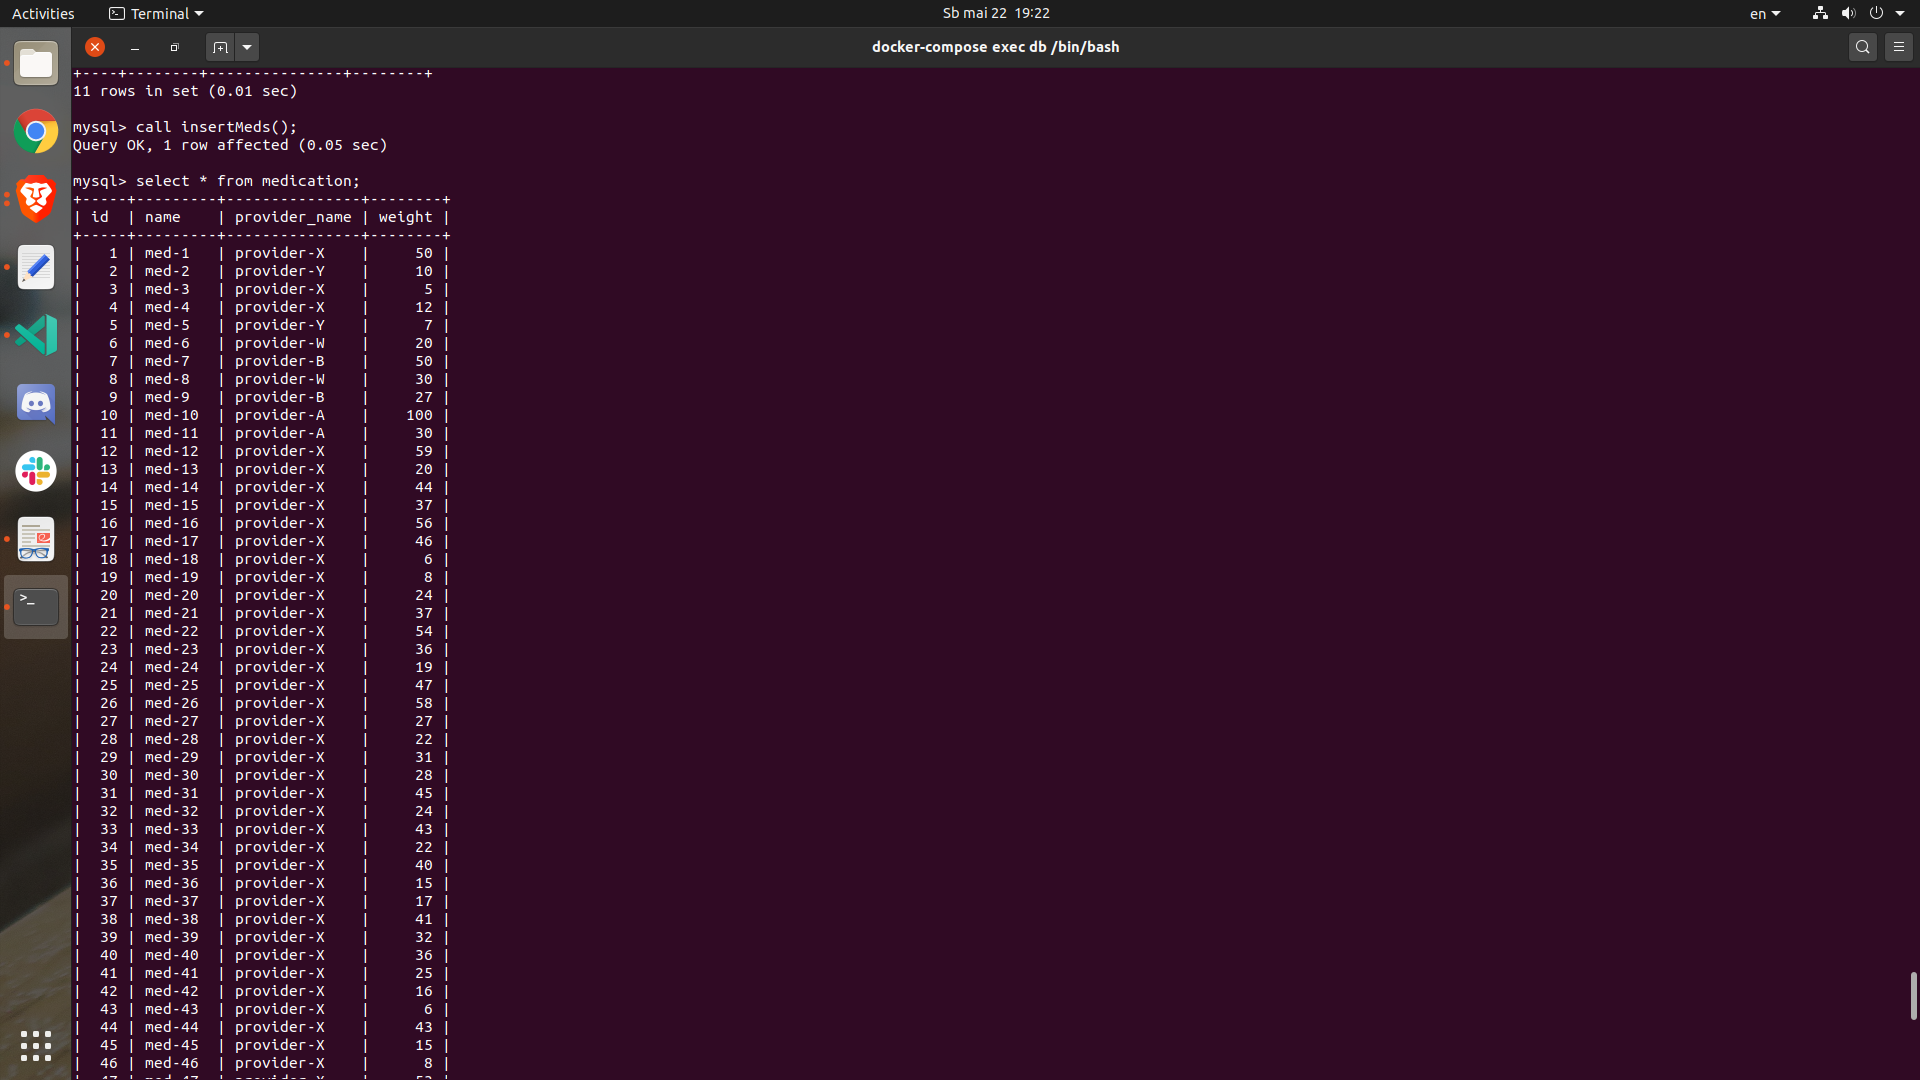 Activities Terminal Sb mai 22 19:22 en
docker-compose exec db /bin/bash
+----+--------+---------------+--------+
11 rows in set (0.01 sec)
mysql> call insertMeds();
Query OK, 1 row affected (0.05 sec)
mysql> select * from medication;
+-----+---------+---------------+--------+
| id  | name    | provider_name | weight |
+-----+---------+---------------+--------+
|   1 | med-1   | provider-X    |     50 |
|   2 | med-2   | provider-Y    |     10 |
|   3 | med-3   | provider-X    |      5 |
|   4 | med-4   | provider-X    |     12 |
|   5 | med-5   | provider-Y    |      7 |
|   6 | med-6   | provider-W    |     20 |
|   7 | med-7   | provider-B    |     50 |
|   8 | med-8   | provider-W    |     30 |
|   9 | med-9   | provider-B    |     27 |
|  10 | med-10  | provider-A    |    100 |
|  11 | med-11  | provider-A    |     30 |
|  12 | med-12  | provider-X    |     59 |
|  13 | med-13  | provider-X    |     20 |
|  14 | med-14  | provider-X    |     44 |
|  15 | med-15  | provider-X    |     37 |
|  16 | med-16  | provider-X    |     56 |
|  17 | med-17  | provider-X    |     46 |
|  18 | med-18  | provider-X    |      6 |
|  19 | med-19  | provider-X    |      8 |
|  20 | med-20  | provider-X    |     24 |
|  21 | med-21  | provider-X    |     37 |
|  22 | med-22  | provider-X    |     54 |
|  23 | med-23  | provider-X    |     36 |
|  24 | med-24  | provider-X    |     19 |
|  25 | med-25  | provider-X    |     47 |
|  26 | med-26  | provider-X    |     58 |
|  27 | med-27  | provider-X    |     27 |
|  28 | med-28  | provider-X    |     22 |
|  29 | med-29  | provider-X    |     31 |
|  30 | med-30  | provider-X    |     28 |
|  31 | med-31  | provider-X    |     45 |
|  32 | med-32  | provider-X    |     24 |
|  33 | med-33  | provider-X    |     43 |
|  34 | med-34  | provider-X    |     22 |
|  35 | med-35  | provider-X    |     40 |
|  36 | med-36  | provider-X    |     15 |
|  37 | med-37  | provider-X    |     17 |
|  38 | med-38  | provider-X    |     41 |
|  39 | med-39  | provider-X    |     32 |
|  40 | med-40  | provider-X    |     36 |
|  41 | med-41  | provider-X    |     25 |
|  42 | med-42  | provider-X    |     16 |
|  43 | med-43  | provider-X    |      6 |
|  44 | med-44  | provider-X    |     43 |
|  45 | med-45  | provider-X    |     15 |
|  46 | med-46  | provider-X    |      8 |